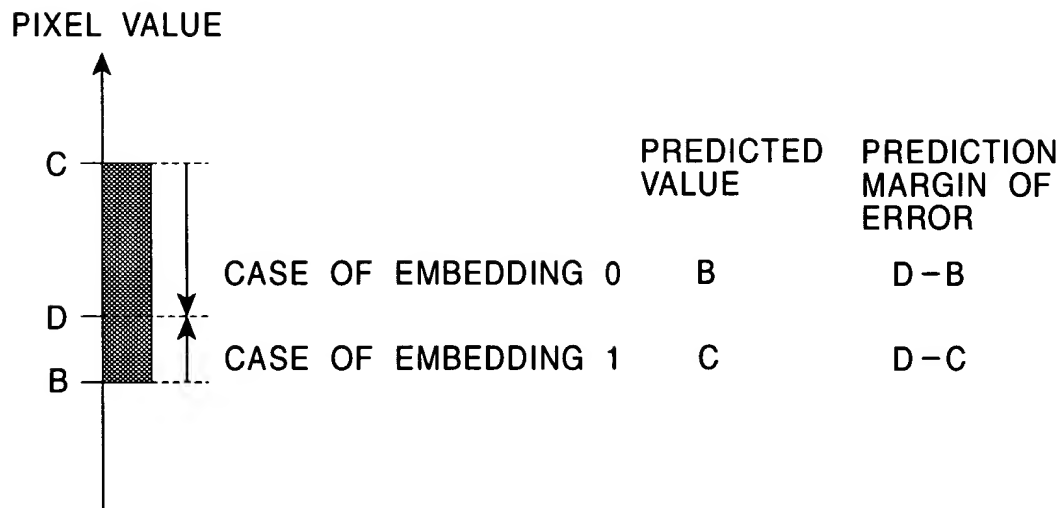 PIXEL VALUE
C
PREDICTED VALUE
PREDICTION MARGIN OF ERROR
CASE OF EMBEDDING 0 B D-B
D
CASE OF EMBEDDING 1 C D-C
B